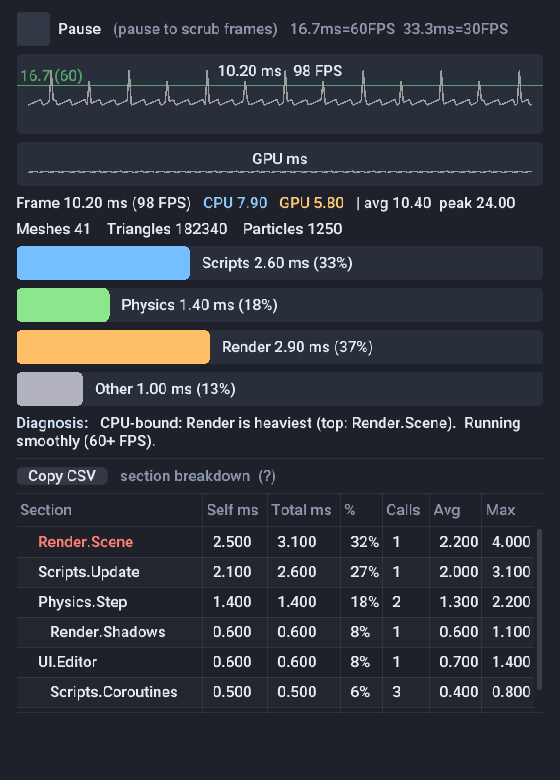 Pause (pause to scrub frames) 16.7ms=60FPS 33.3ms=30FPS
16.7 (60)
10.20 ms 98 FPS
GPU ms
Frame 10.20 ms (98 FPS) CPU 7.90 GPU 5.80 | avg 10.40 peak 24.00
Meshes 41 Triangles 182340 Particles 1250
Scripts 2.60 ms (33%)
Physics 1.40 ms (18%)
Render 2.90 ms (37%)
Other 1.00 ms (13%)
Diagnosis: CPU-bound: Render is heaviest (top: Render.Scene). Running
smoothly (60+ FPS).
Copy CSV section breakdown (?)
Section Self ms Total ms % Calls Avg Max
Render.Scene 2.500 3.100 32% 1 2.200 4.000
Scripts.Update 2.100 2.600 27% 1 2.000 3.100
Physics.Step 1.400 1.400 18% 2 1.300 2.200
Render.Shadows 0.600 0.600 8% 1 0.600 1.100
UI.Editor 0.600 0.600 8% 1 0.700 1.400
Scripts.Coroutines 0.500 0.500 6% 3 0.400 0.800